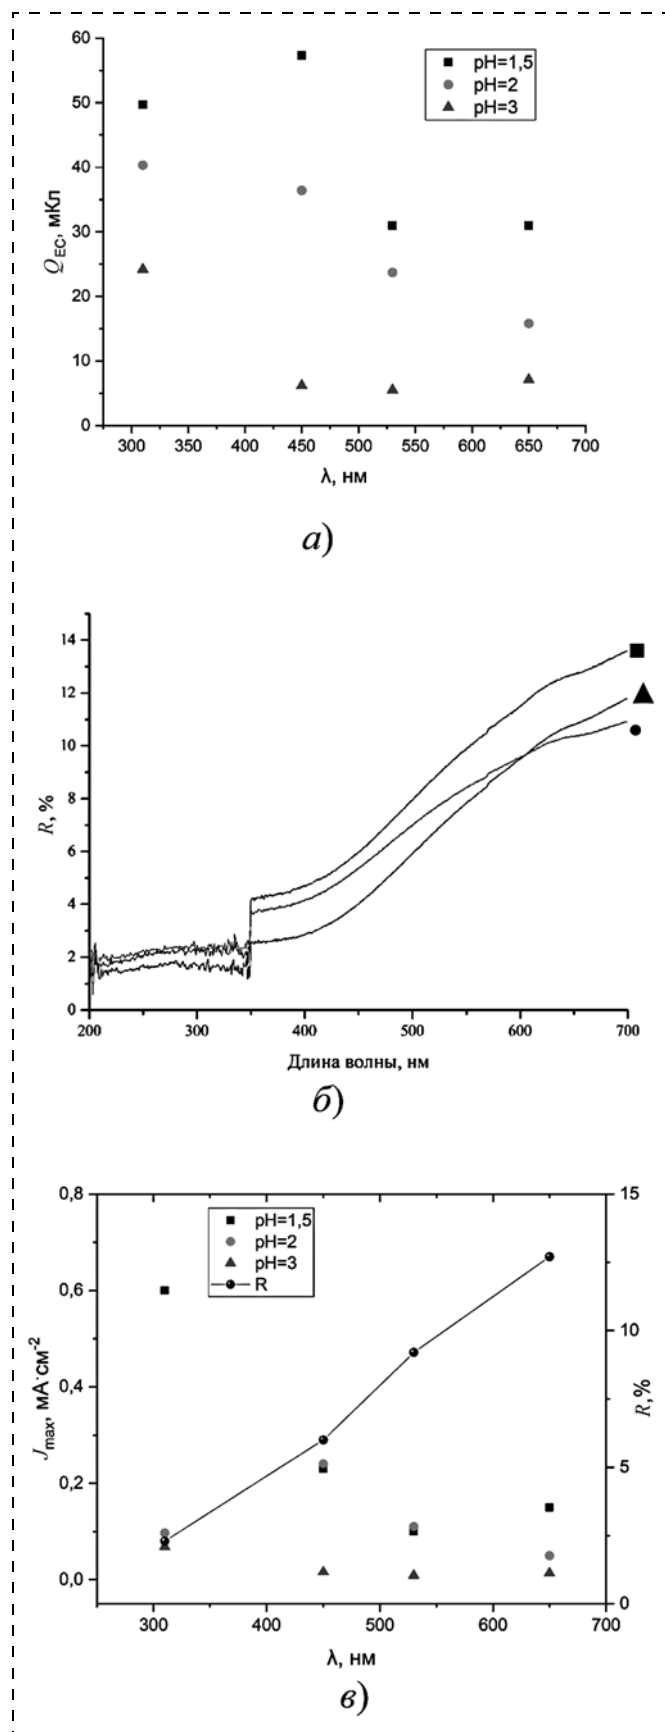 60
50
40
30
20
10
0
Q_EC, мКл
pH=1,5
pH=2
pH=3
300 350 400 450 500 550 600 650 700
λ, нм
а)
14
12
10
8
6
4
2
0
R, %
200 300 400 500 600 700
Длина волны, нм
б)
0,8
0,6
0,4
0,2
0,0
J_max, мА·см⁻²
pH=1,5
pH=2
pH=3
R
15
10
5
0
R,%
300 400 500 600 700
λ, нм
в)